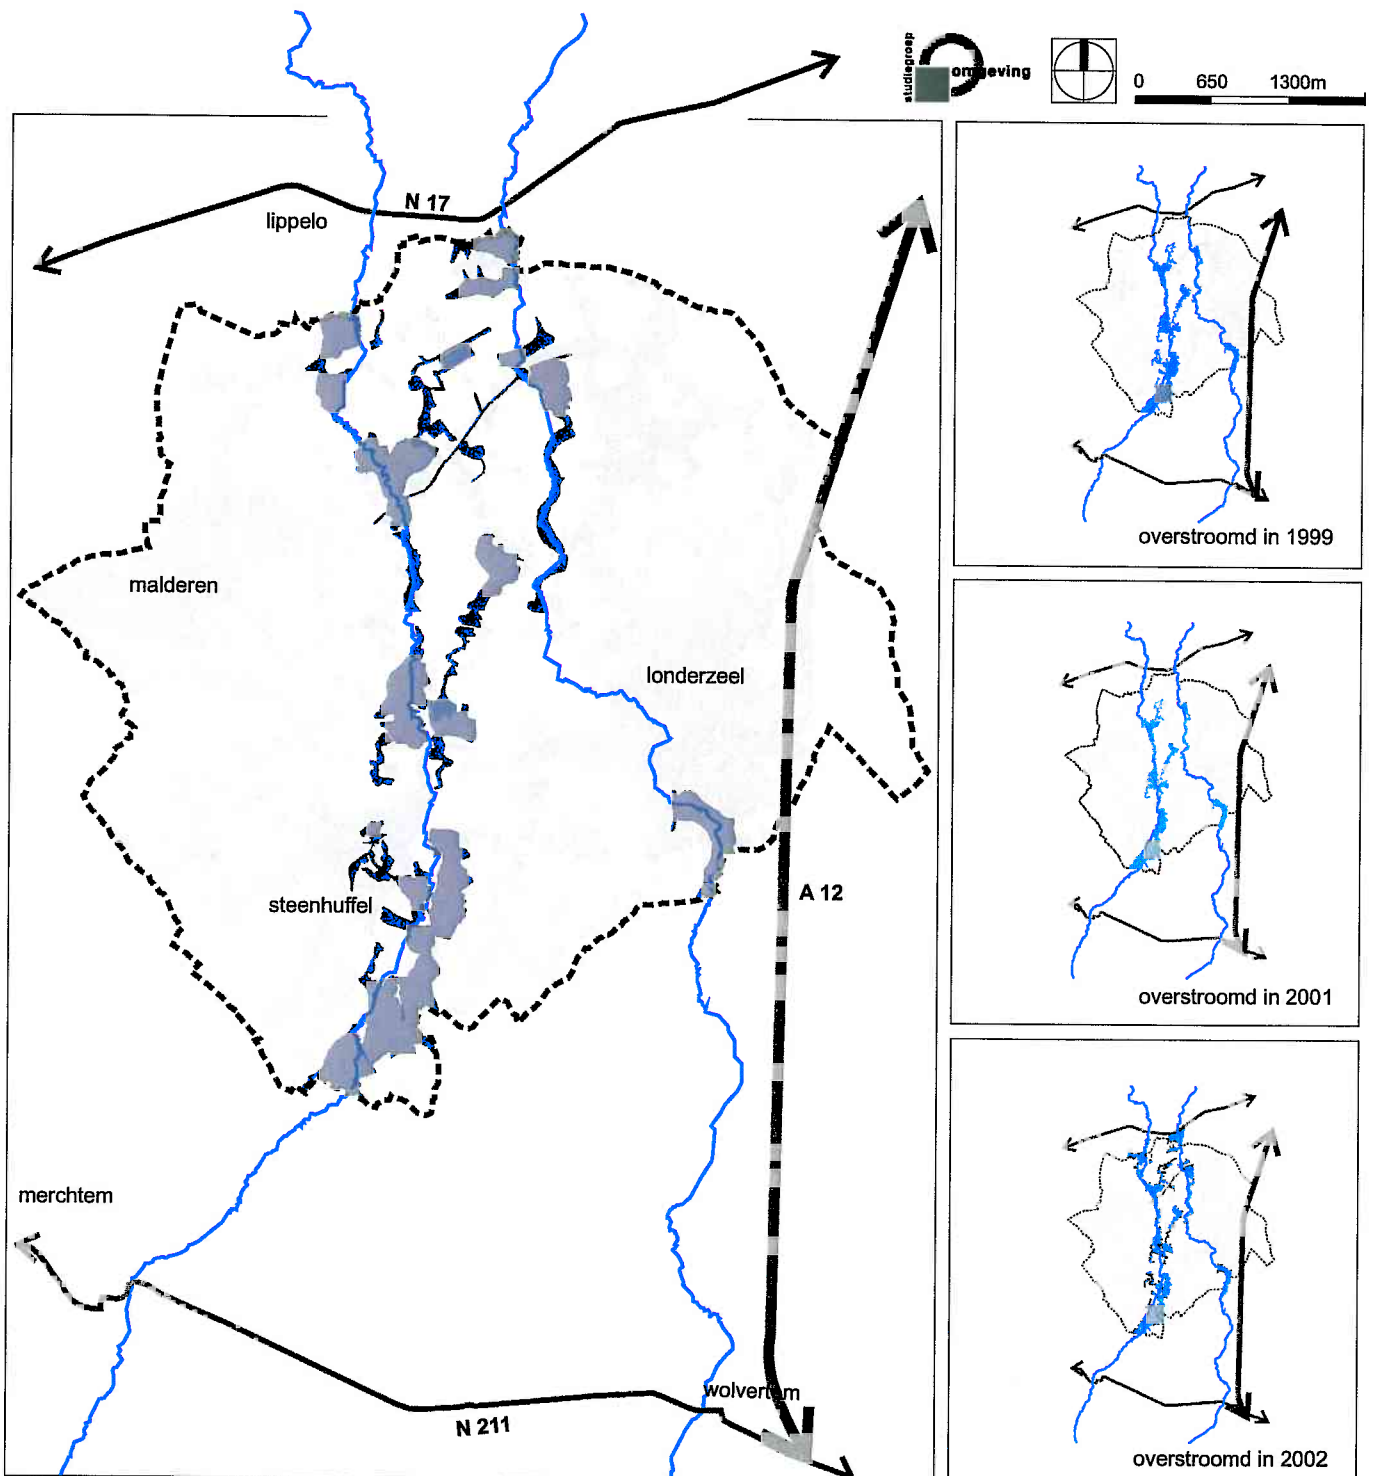 studiegroep
omgeving
0 650 1300m
N 17
lippelo
malderen
londerzeel
A 12
steenhuffel
merchtem
wolvertem
N 211
overstroomd in 1999
overstroomd in 2001
overstroomd in 2002